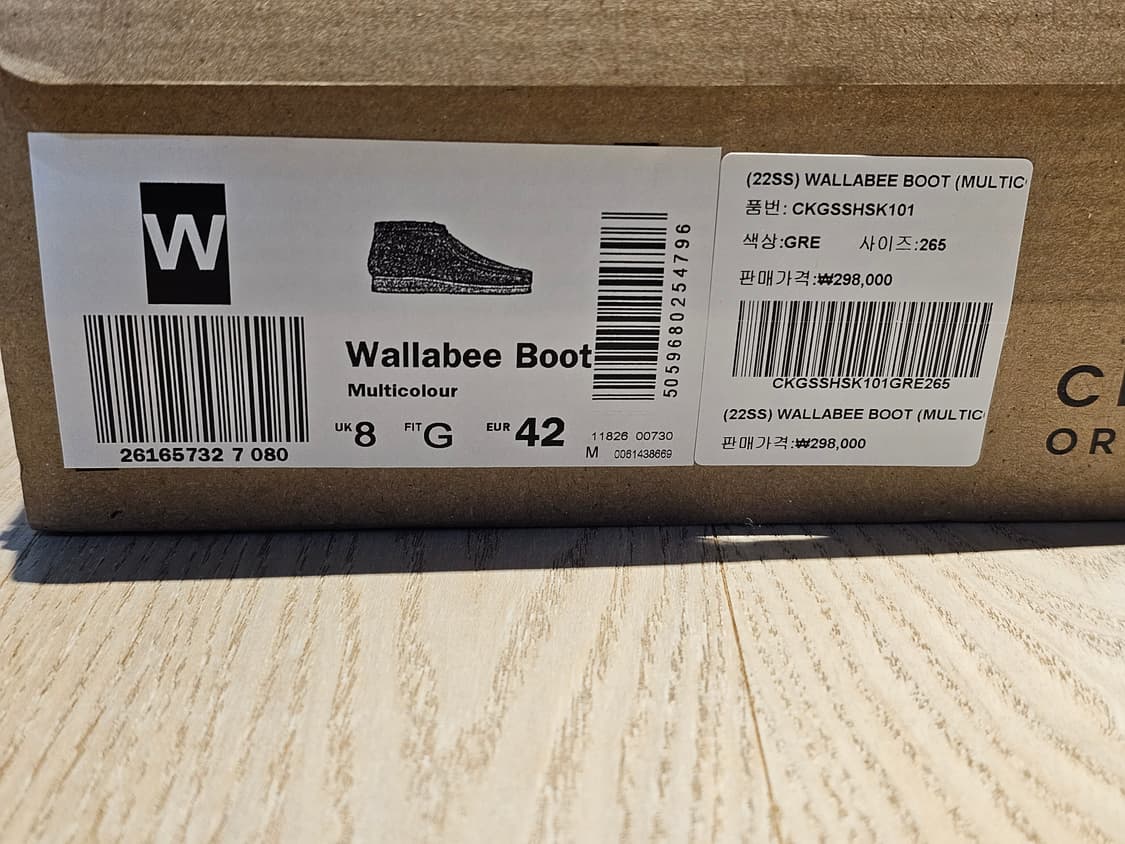 W
26165732 7 080
Wallabee Boot
Multicolour
UK 8 FIT G EUR 42
5059680254796
11826 00730
M 0061438669
(22SS) WALLABEE BOOT (MULTIC
품번: CKGSSHSK101
색상:GRE 사이즈:265
판매가격:₩298,000
CKGSSHSK101GRE265
(22SS) WALLABEE BOOT (MULTIC
판매가격:₩298,000
OR